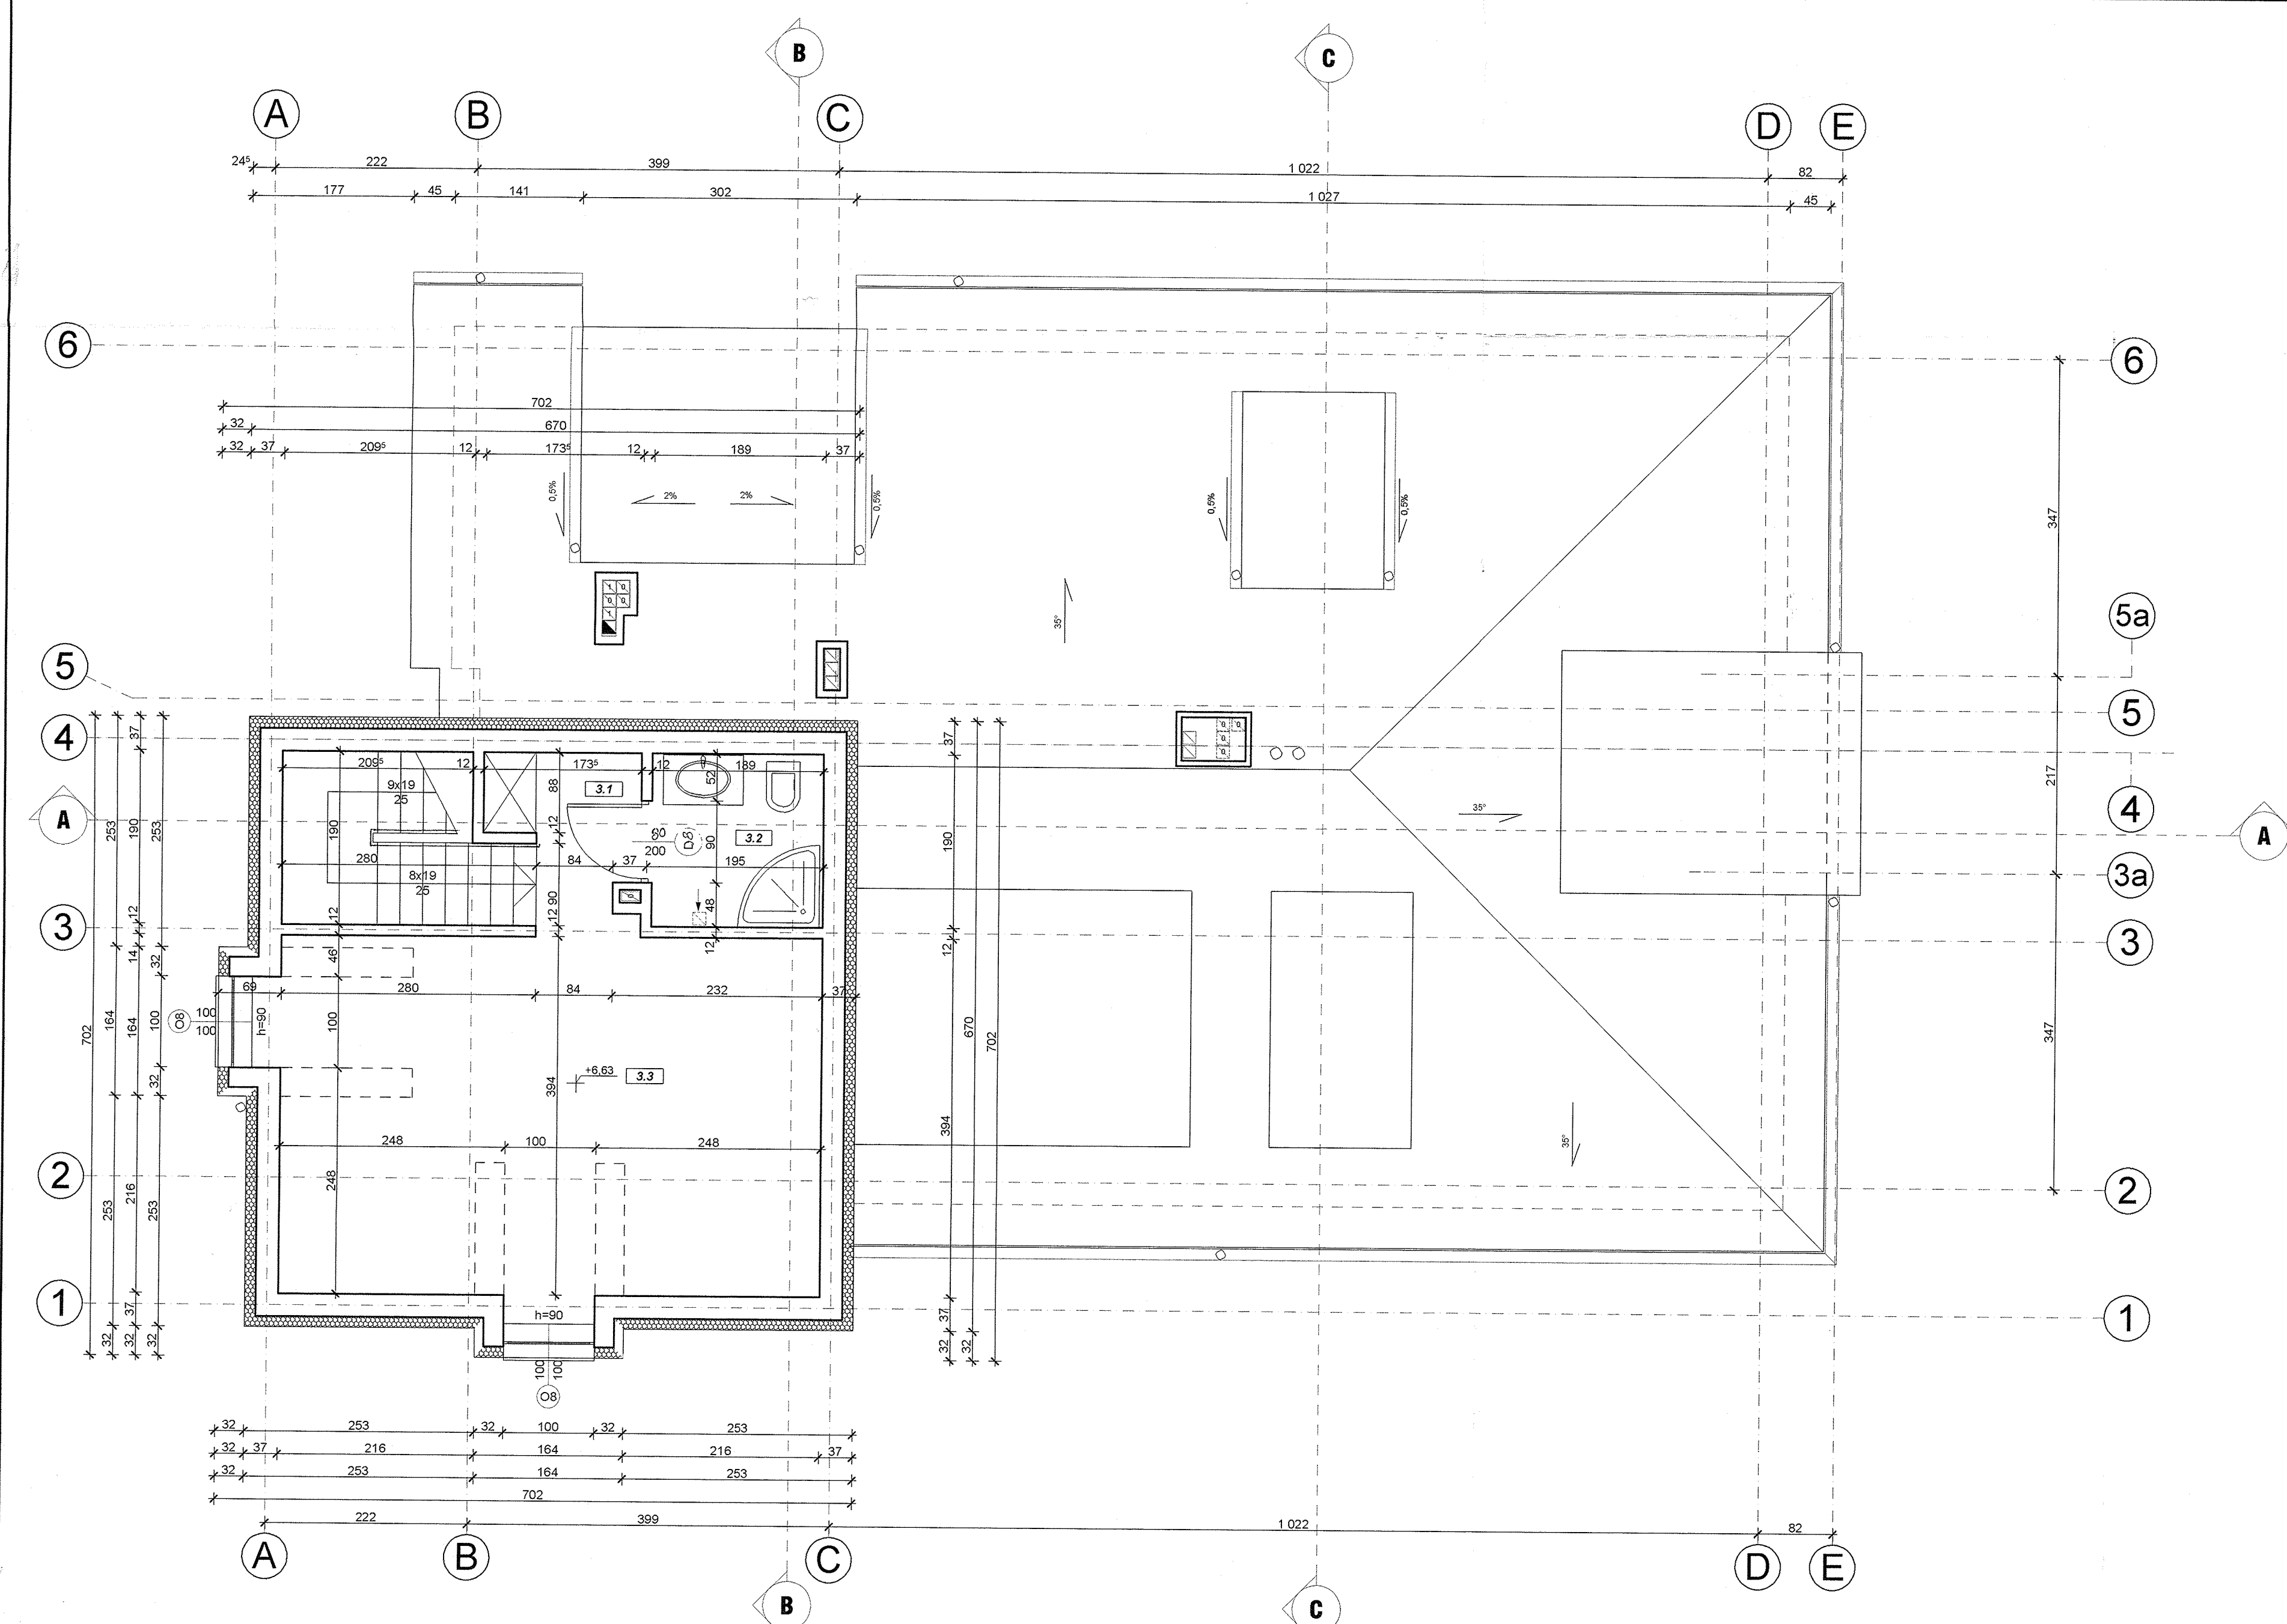 B C
A B C D E
24⁵ 222 399 1 022 82
177 45 141 302 1 027 45
6 6
702
32 670
32 37 209⁵ 12 173⁵ 12 189 37
0,5% 2% 2% 0,5% 0,5% 0,5%
347
35°
5a
5 5
4 4
37 37
209⁵ 12 173⁵ 12 189
9x19
25
3.1
52
88
217
A A
253 190 253 190 12 60
200
D8
90
3.2
190
35°
280 84 37 195
8x19
25
3a
12 12 12 90 48 12 12
3 3
14 32 46
69 280 84 232 37
O8 100
100
h=90
702 164 164 100 100
670 702
347
+6,63 3.3
32 394 394
35°
248 100 248
2 2
253 216 253 248
1 1
37 37
32 32 32 32 32
h=90
100
100
O8
32 253 32 100 32 253
32 37 216 164 216 37
32 253 164 253
702
222 399 1 022 82
A B C D E
B C